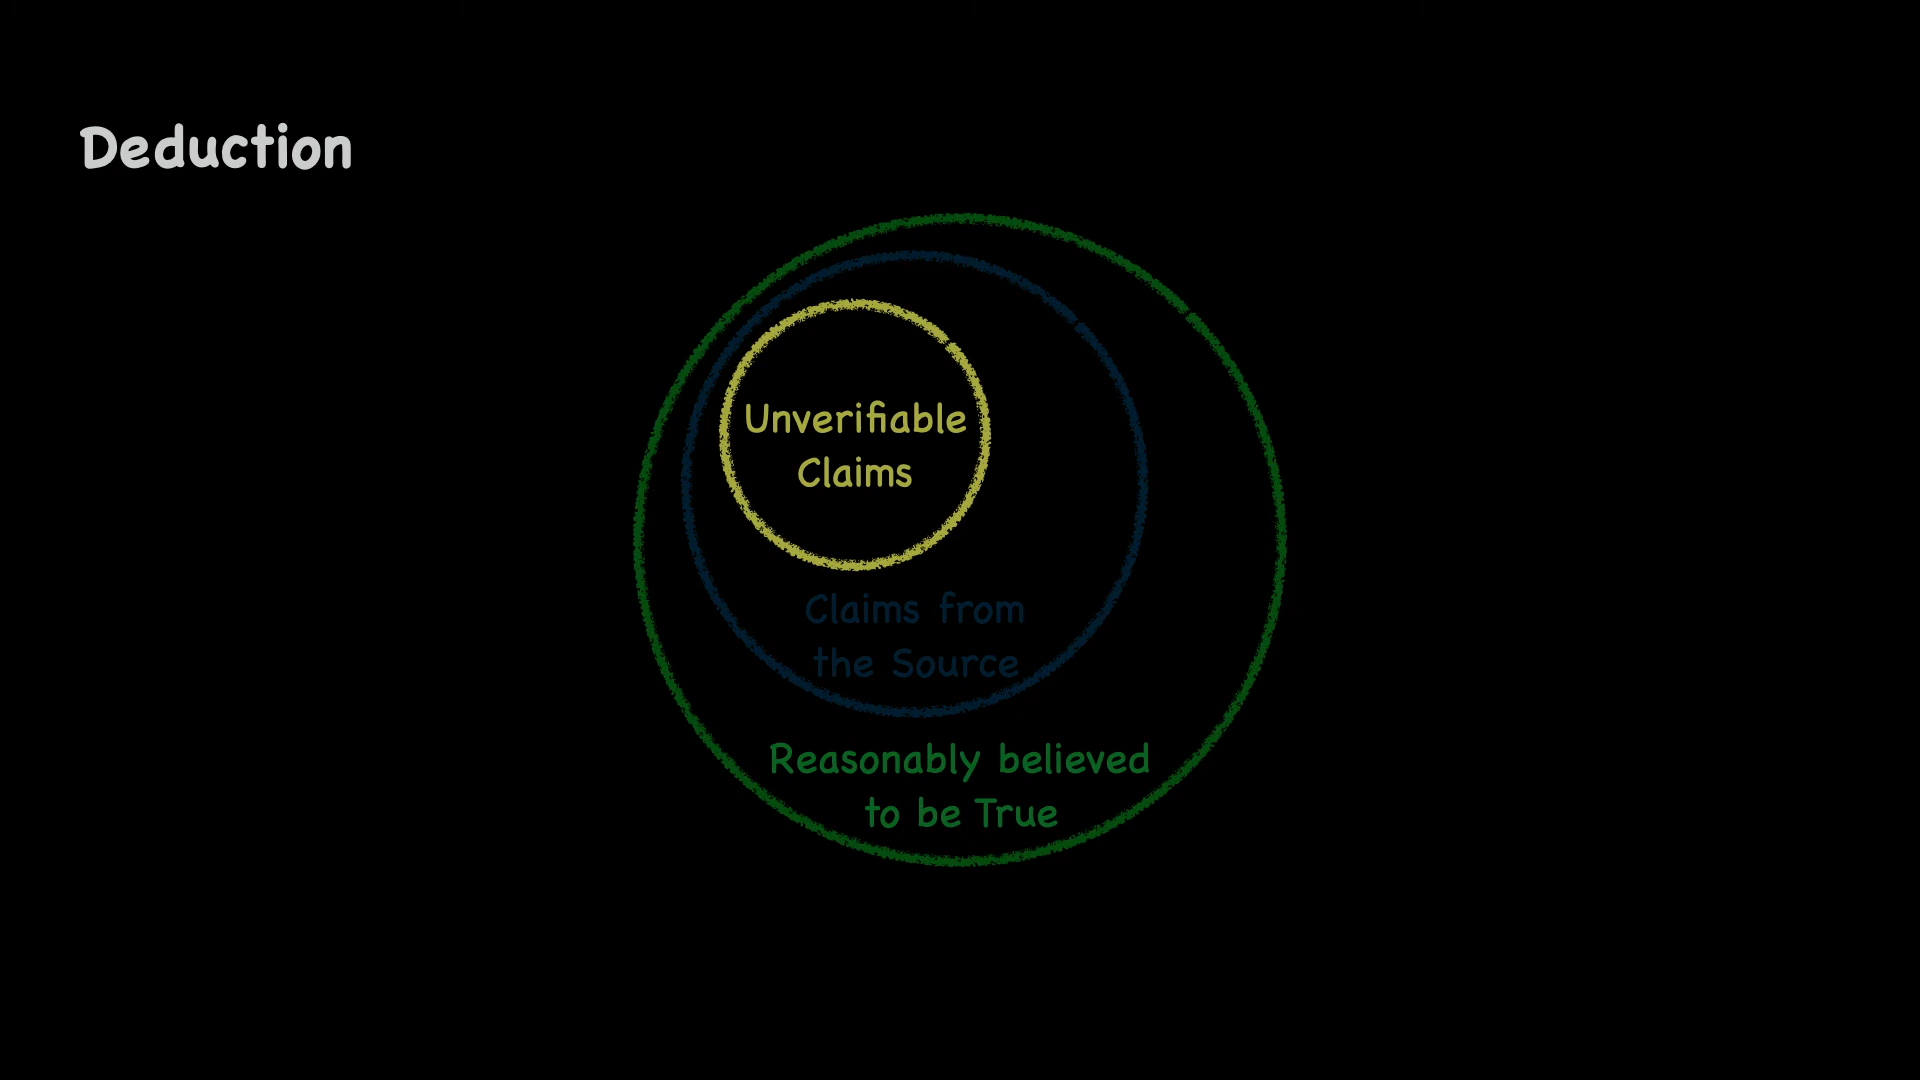 Deduction
Unverifiable
Claims
Claims from
the Source
Reasonably believed
to be True